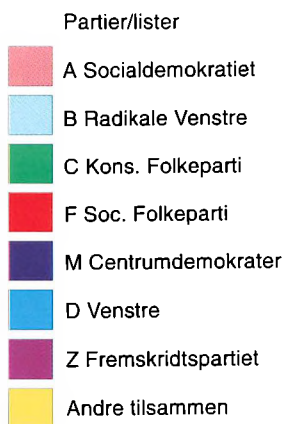 Partier/lister
A Socialdemokratiet
B Radikale Venstre
C Kons. Folkeparti
F Soc. Folkeparti
M Centrumdemokrater
D Venstre
Z Fremskridtspartiet
Andre tilsammen